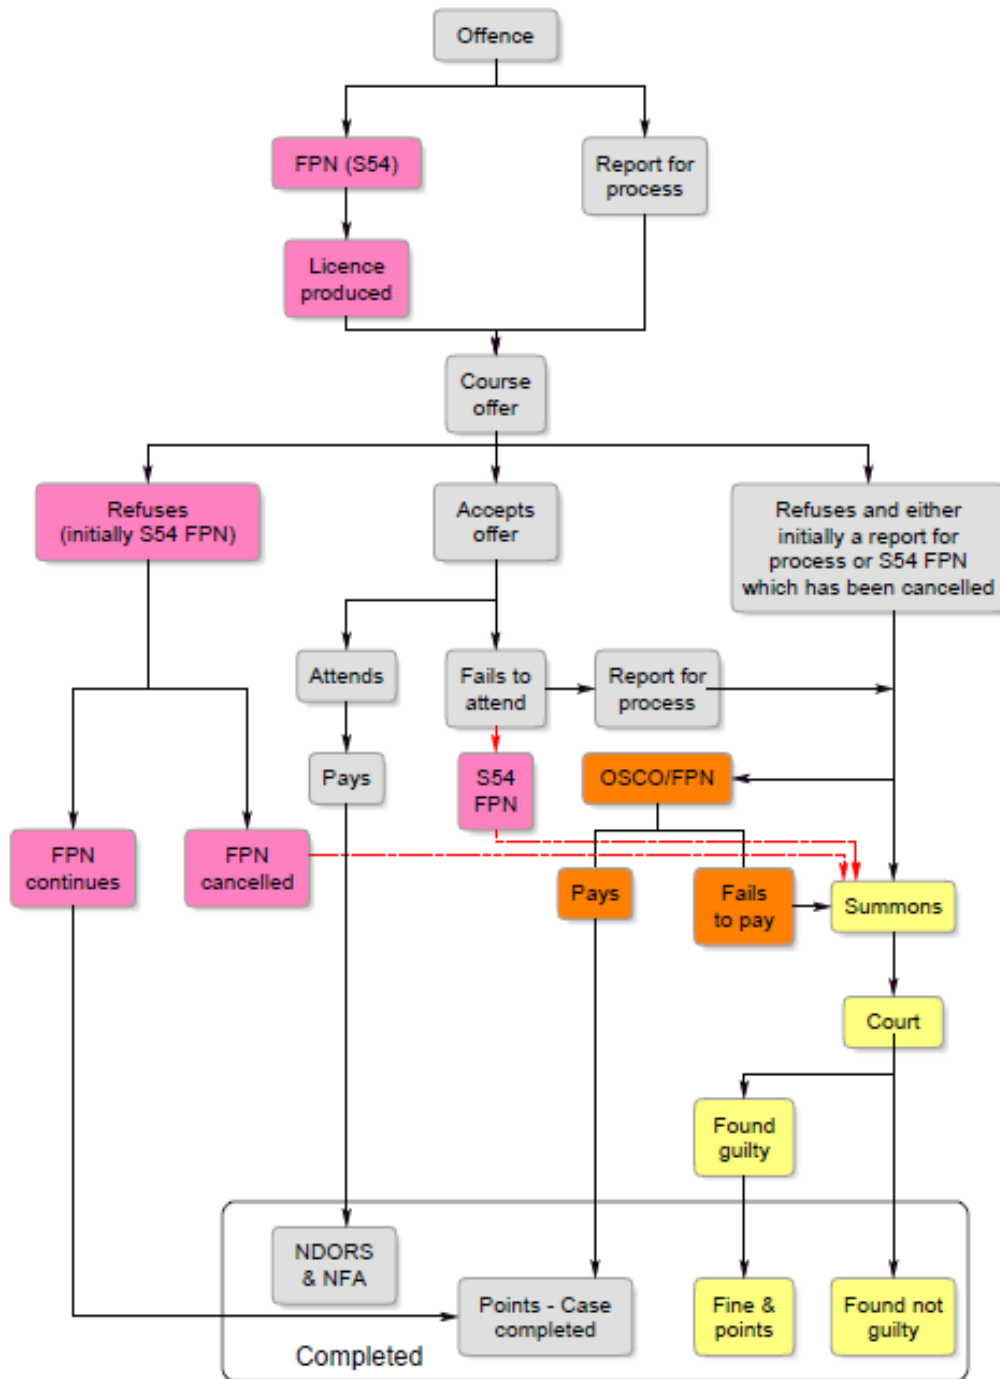 Offence
FPN (S54)
Report for
process
Licence
produced
Course
offer
Refuses
(initially S54 FPN)
Accepts
offer
Refuses and either
initially a report for
process or S54 FPN
which has been cancelled
Attends
Fails to
attend
Report for
process
Pays
S54
FPN
OSCO/FPN
FPN
continues
FPN
cancelled
Pays
Fails
to pay
Summons
Court
Found
guilty
NDORS
& NFA
Points - Case
completed
Fine &
points
Found not
guilty
Completed